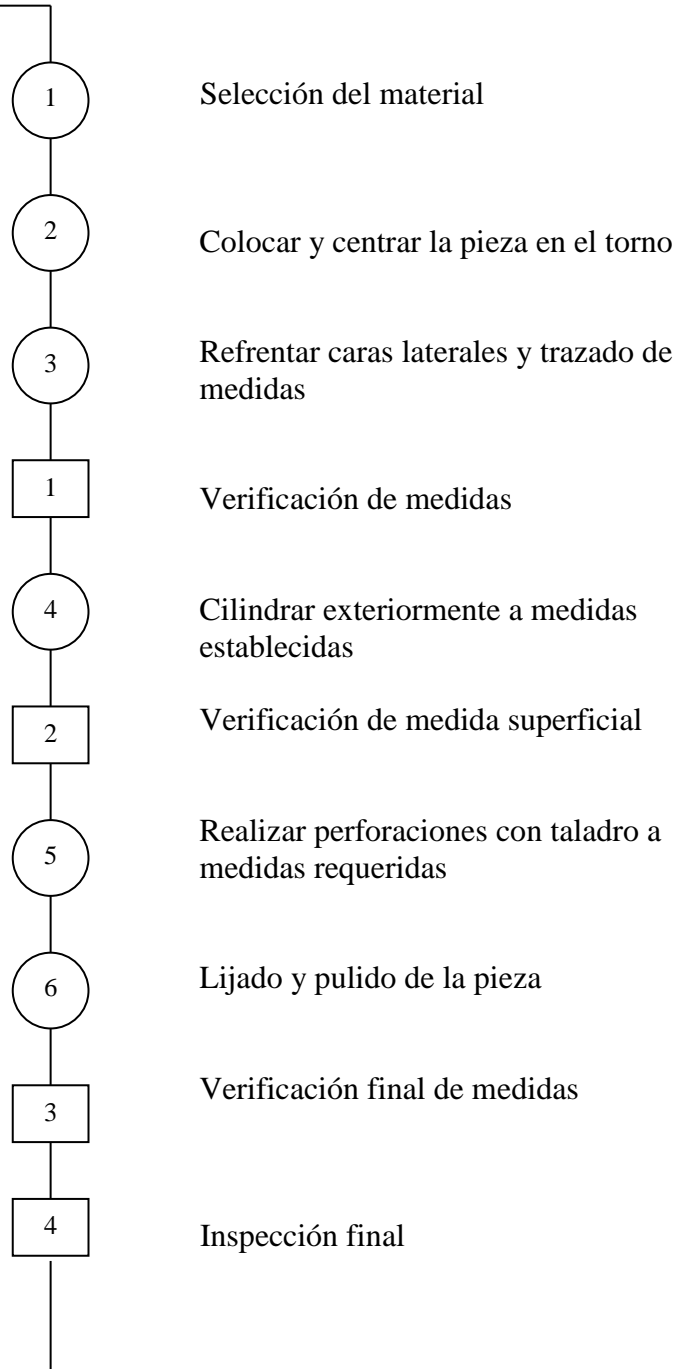 1 Selección del material
2 Colocar y centrar la pieza en el torno
3 Refrentar caras laterales y trazado de
medidas
1 Verificación de medidas
4 Cilindrar exteriormente a medidas
establecidas
2 Verificación de medida superficial
5 Realizar perforaciones con taladro a
medidas requeridas
6 Lijado y pulido de la pieza
3 Verificación final de medidas
4 Inspección final